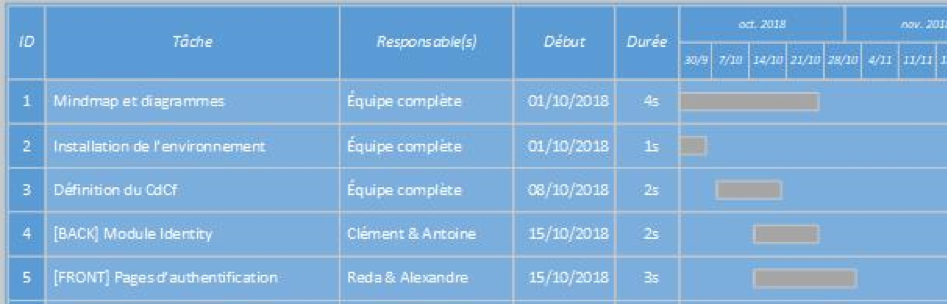 ID Tâche Responsable(s) Début Durée oct. 2018 nov. 201
30/9 7/10 14/10 21/10 28/10 4/11 11/11 1
1 Mindmap et diagrammes Équipe complète 01/10/2018 4s
2 Installation de l'environnement Équipe complète 01/10/2018 1s
3 Définition du CdCf Équipe complète 08/10/2018 2s
4 [BACK] Module Identity Clément & Antoine 15/10/2018 2s
5 [FRONT] Pages d'authentification Reda & Alexandre 15/10/2018 3s